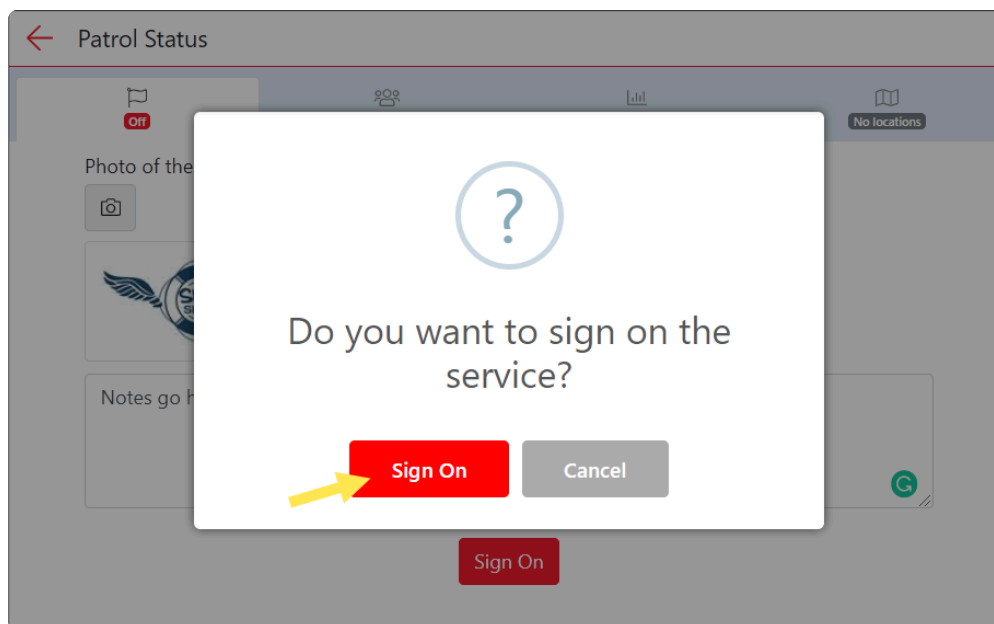 Patrol Status
Off
No locations
Photo of the
?
Do you want to sign on the
service?
Notes go
Sign On
Cancel
Sign On